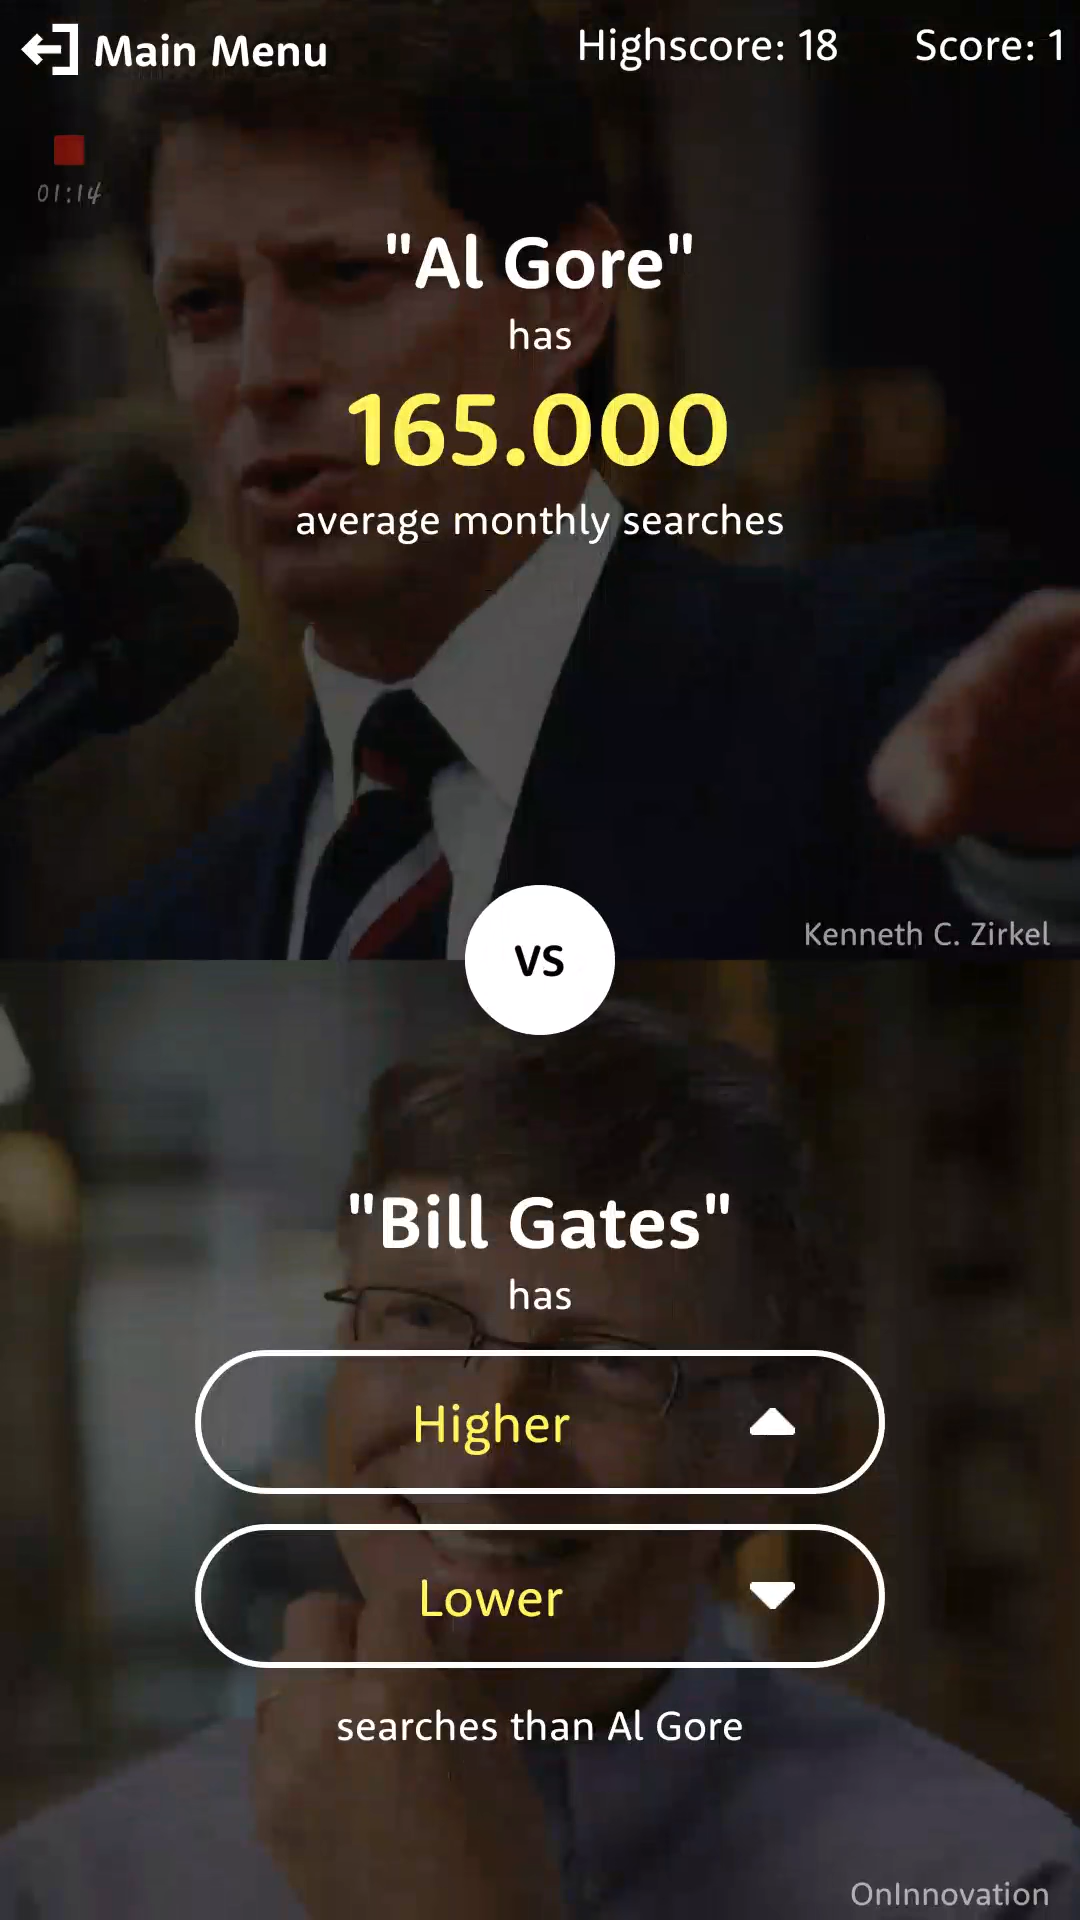 Main Menu
Highscore: 18
Score: 1
01:14
"Al Gore"
has
165.000
average monthly searches
Kenneth C. Zirkel
VS
"Bill Gates"
has
Higher
Lower
searches than Al Gore
OnInnovation